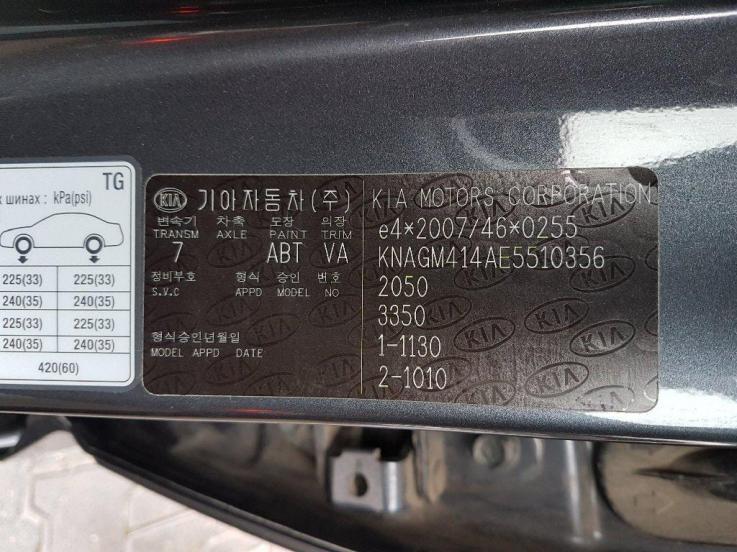 х шинах : kPa(psi) TG
225(33) 225(33)
240(35) 240(35)
225(33) 225(33)
240(35) 240(35)
420(60)
KIA 기아자동차(주)
변속기 차축 도장 의장
TRANSM AXLE PAINT TRIM
7 ABT VA
정비부호 형식 승인 번호
S.V.C APPD MODEL NO
형식승인년월일
MODEL APPD DATE
KIA MOTORS CORPORATION
e4*2007/46*0255
KNAGM414AE5510356
2050
3350
1-1130
2-1010